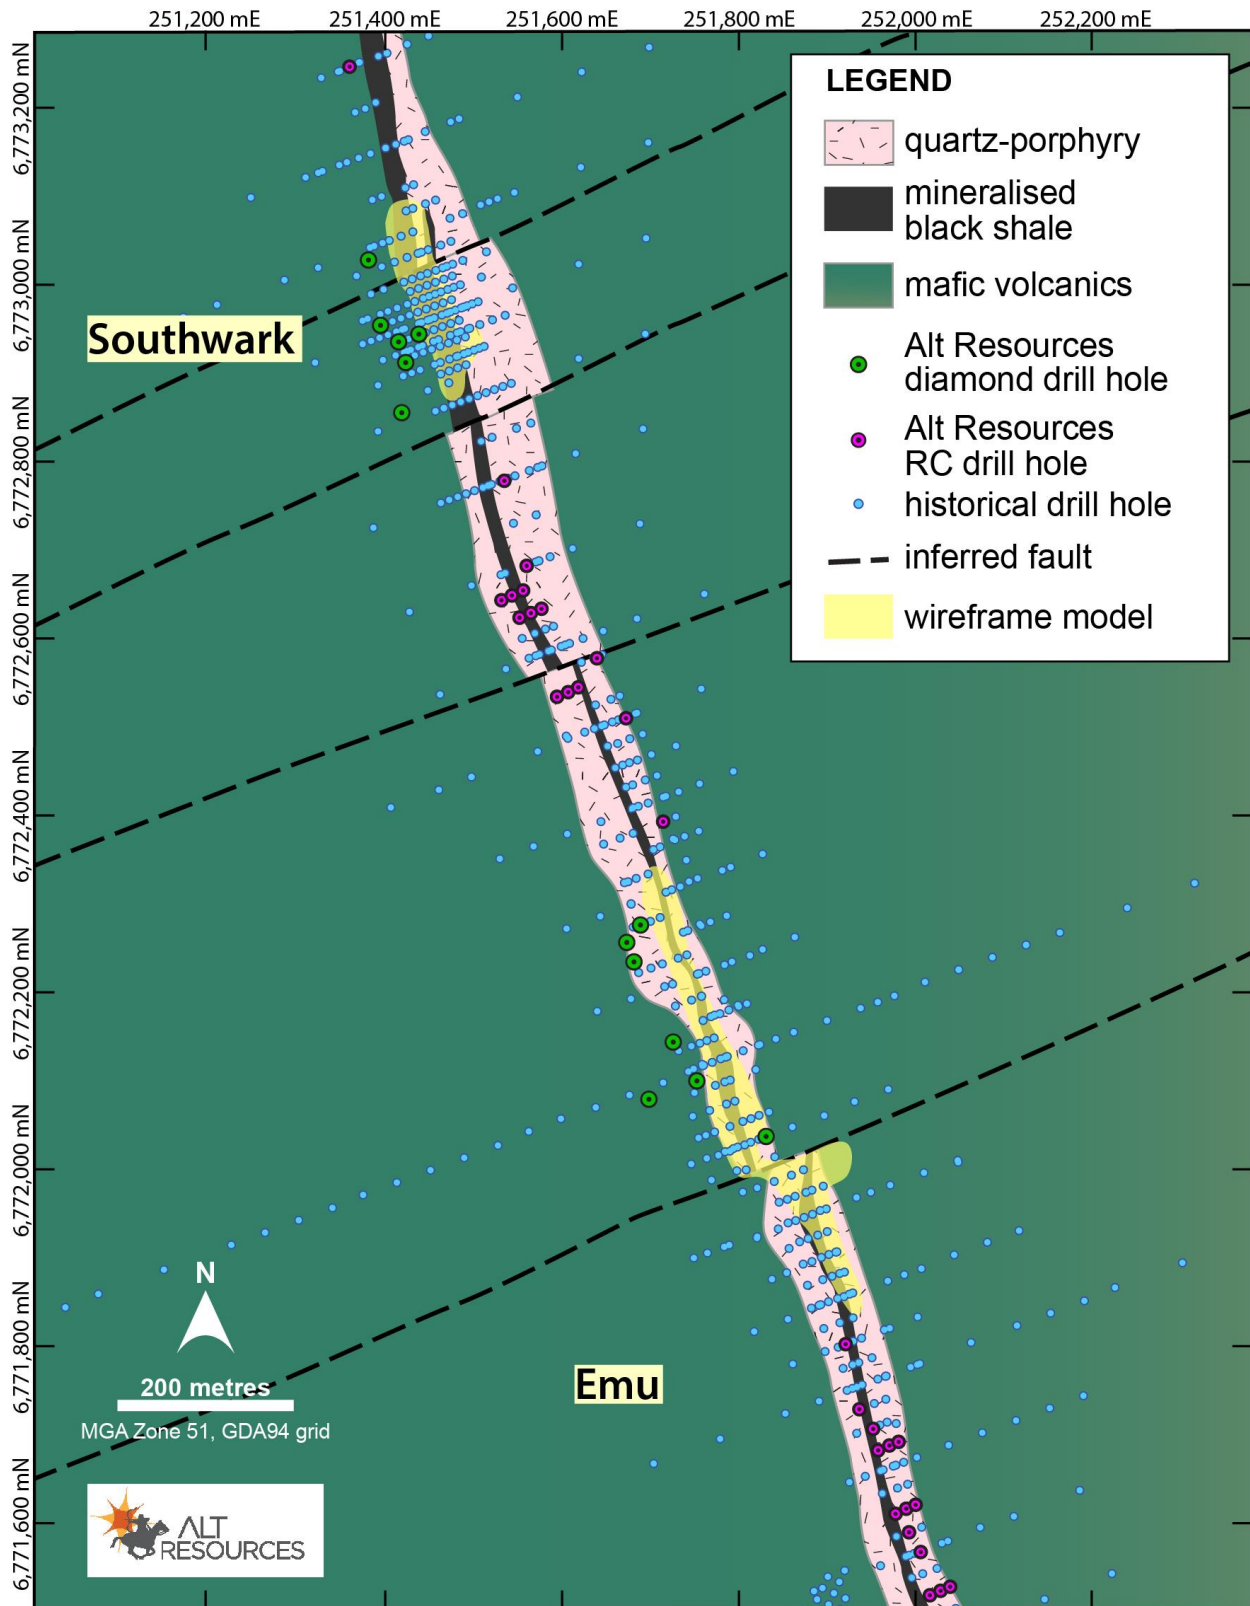 251,200 mE
251,400 mE
251,600 mE
251,800 mE
252,000 mE
252,200 mE
6,773,200 mN
6,773,000 mN
6,772,800 mN
6,772,600 mN
6,772,400 mN
6,772,200 mN
6,772,000 mN
6,771,800 mN
6,771,600 mN
LEGEND
quartz-porphyry
mineralised
black shale
mafic volcanics
Alt Resources
diamond drill hole
Alt Resources
RC drill hole
historical drill hole
inferred fault
wireframe model
Southwark
Emu
N
200 metres
MGA Zone 51, GDA94 grid
ALT
RESOURCES